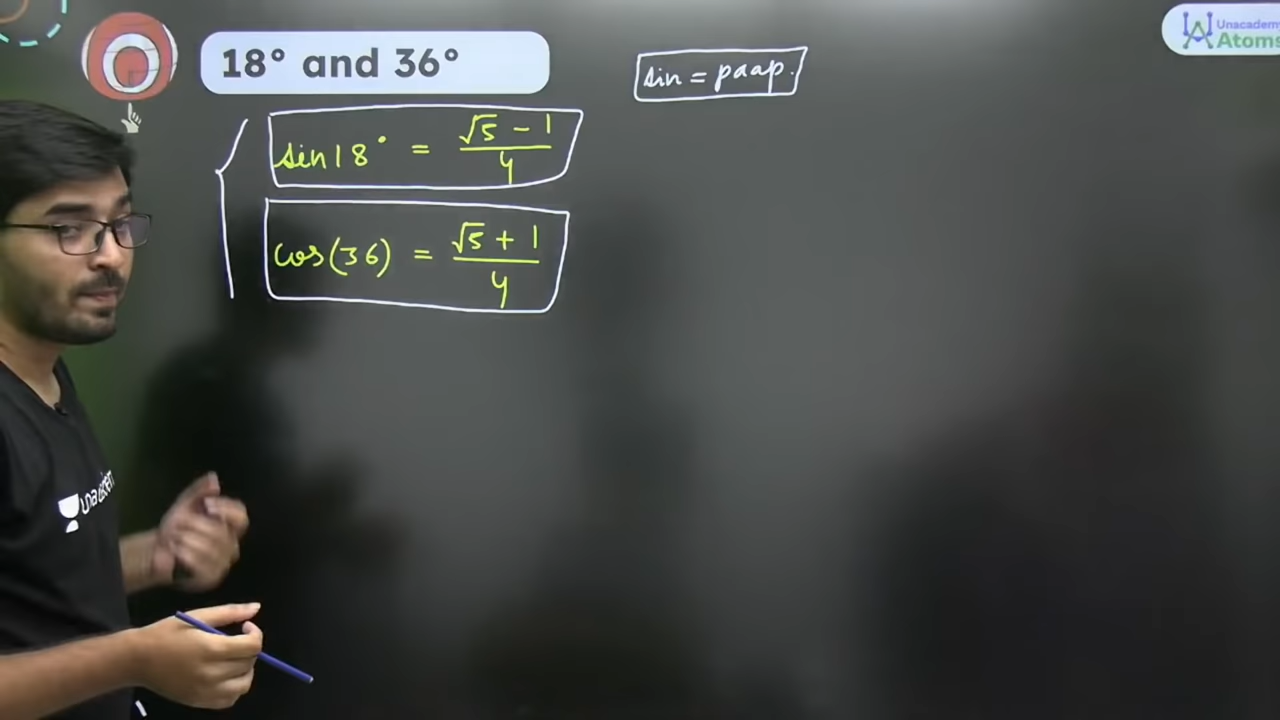 18° and 36°
sin = paap.
Unacademy
Atoms
sin 18° = (√5 - 1)/4
cos(36) = (√5 + 1)/4